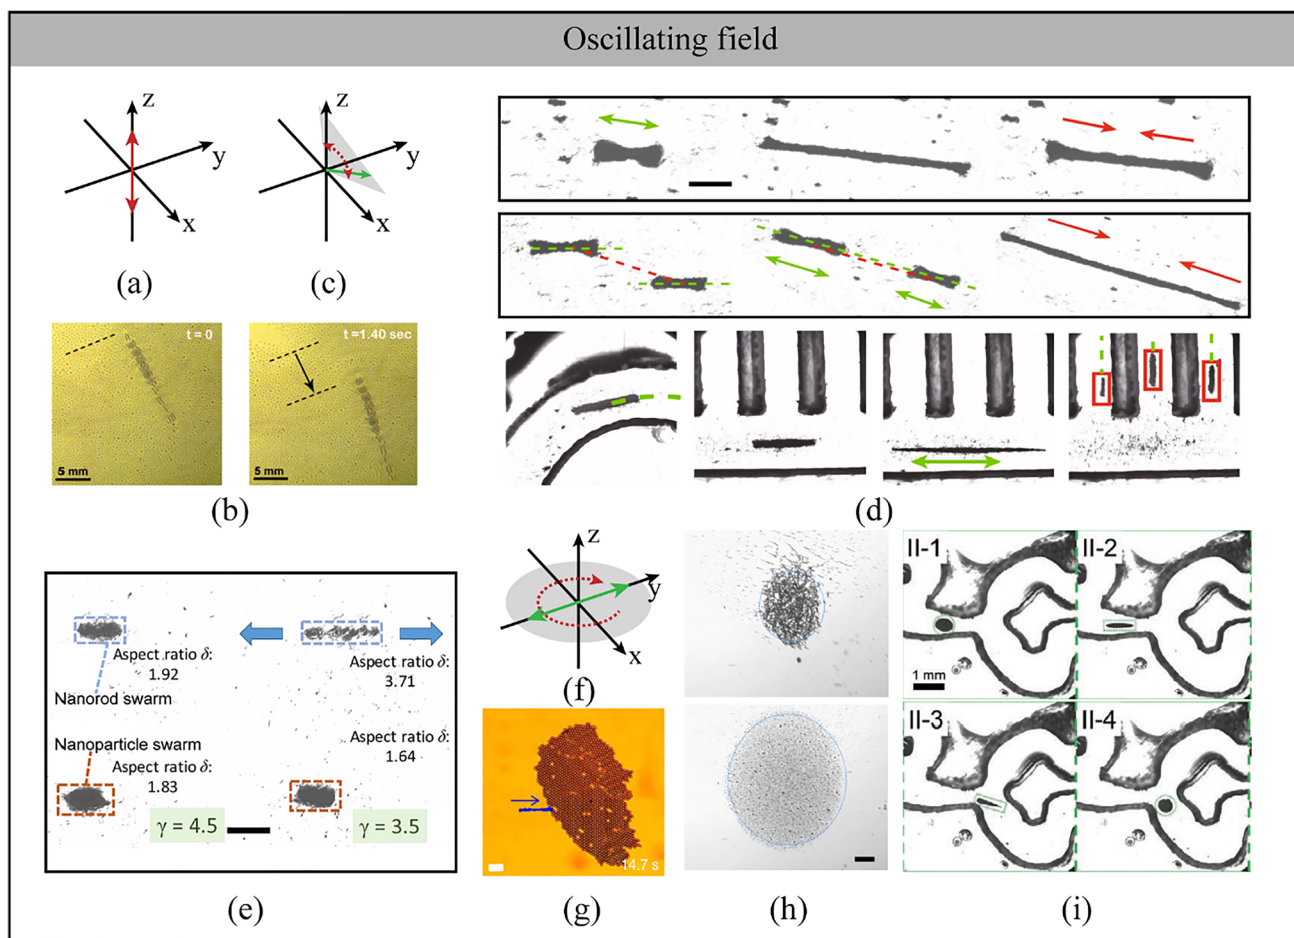 Oscillating field
z
y
x
(a)
z
y
x
(c)
t = 0
5 mm
t =1.40 sec
5 mm
(b)
(d)
Aspect ratio δ:
1.92
Nanorod swarm
Aspect ratio δ:
3.71
Nanoparticle swarm
Aspect ratio δ:
1.83
Aspect ratio δ:
1.64
γ = 4.5
γ = 3.5
(e)
z
y
x
(f)
14.7 s
(g)
(h)
II-1
1 mm
II-2
II-3
II-4
(i)